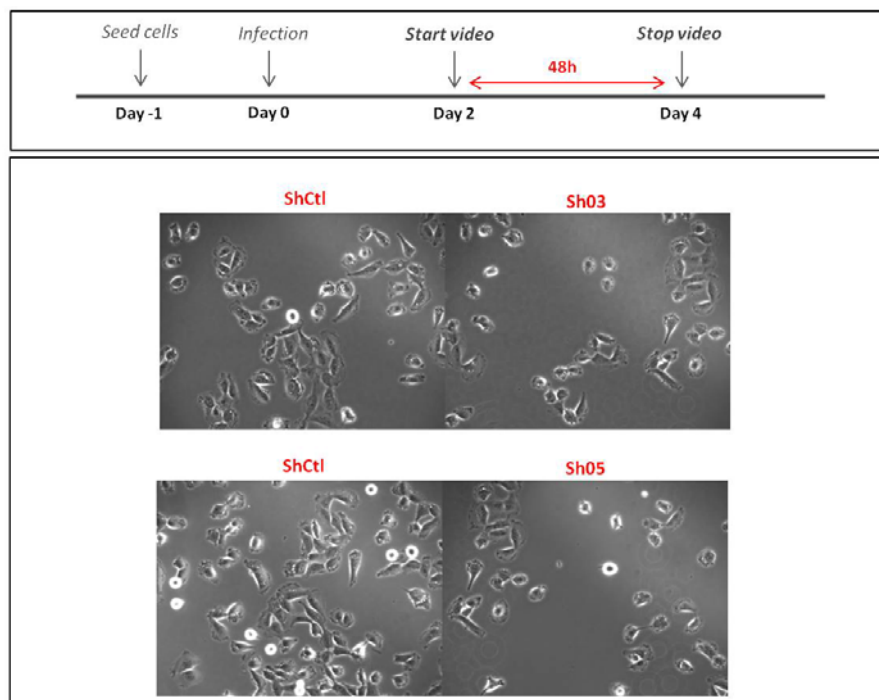 Seed cells Infection Start video Stop video
48h
Day -1 Day 0 Day 2 Day 4
ShCtl Sh03
ShCtl Sh05